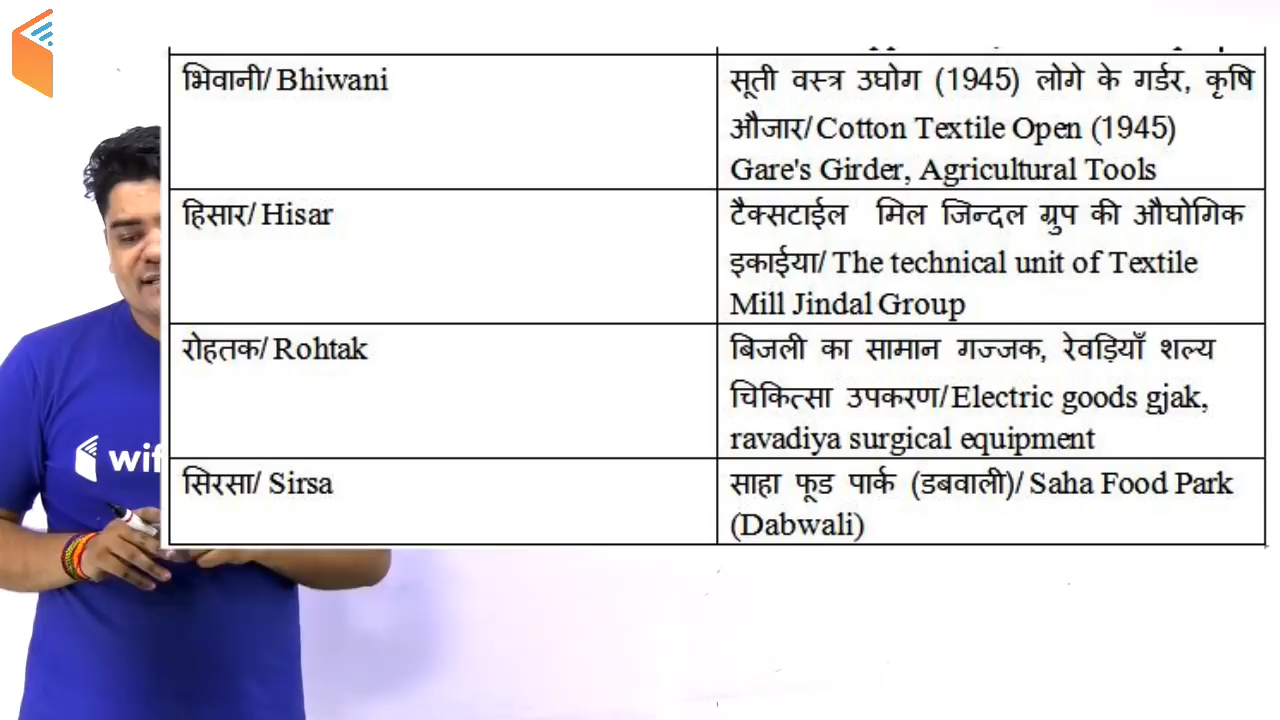 भिवानी/ Bhiwani
सूती वस्त्र उघोग (1945) लोगे के गर्डर, कृषि
औजार/ Cotton Textile Open (1945)
Gare's Girder, Agricultural Tools
हिसार/ Hisar
टैक्सटाईल मिल जिन्दल ग्रुप की औघोगिक
इकाईया/ The technical unit of Textile
Mill Jindal Group
रोहतक/ Rohtak
बिजली का सामान गज्जक, रेवड़ियाँ शल्य
चिकित्सा उपकरण/ Electric goods gjak,
ravadiya surgical equipment
सिरसा/ Sirsa
साहा फूड पार्क (डबवाली)/ Saha Food Park
(Dabwali)
wif